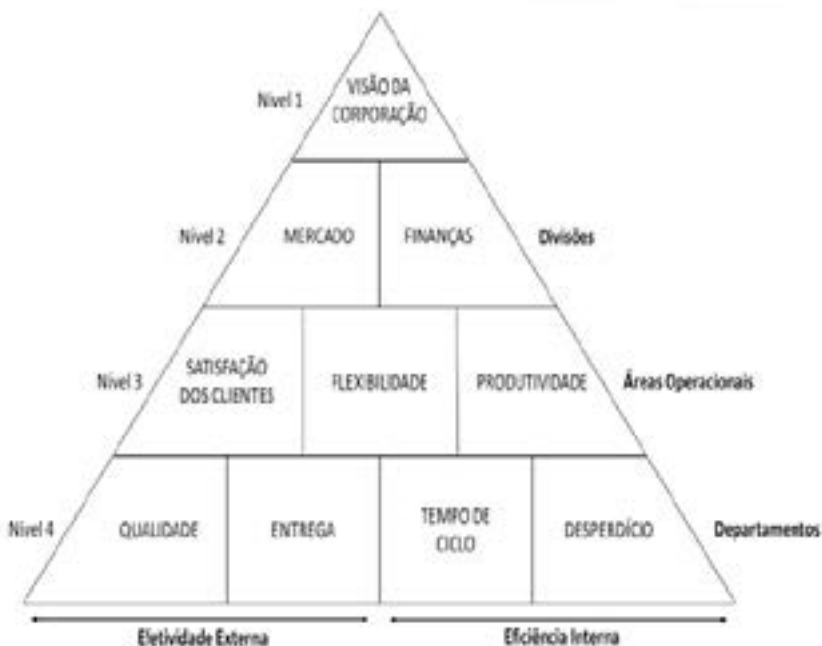 Nível 1
VISÃO DA
CORPORAÇÃO
Nível 2
MERCADO
FINANÇAS
Divisões
Nível 3
SATISFAÇÃO
DOS CLIENTES
FLEXIBILIDADE
PRODUTIVIDADE
Áreas Operacionais
Nível 4
QUALIDADE
ENTREGA
TEMPO DE
CICLO
DESPERDÍCIO
Departamentos
Efetividade Externa
Eficiência Interna